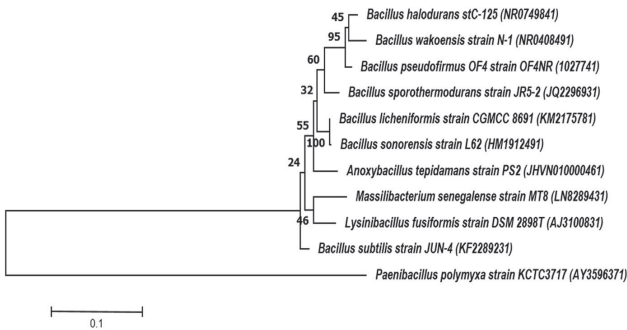 45
Bacillus halodurans stC-125 (NR0749841)
95
Bacillus wakoensis strain N-1 (NR0408491)
60
Bacillus pseudofirmus OF4 strain OF4NR (1027741)
32
Bacillus sporothermodurans strain JR5-2 (JQ2296931)
55
Bacillus licheniformis strain CGMCC 8691 (KM2175781)
100
Bacillus sonorensis strain L62 (HM1912491)
24
Anoxybacillus tepidamans strain PS2 (JHVN010000461)
Massilibacterium senegalense strain MT8 (LN8289431)
46
Lysinibacillus fusiformis strain DSM 2898T (AJ3100831)
Bacillus subtilis strain JUN-4 (KF2289231)
Paenibacillus polymyxa strain KCTC3717 (AY3596371)
0.1